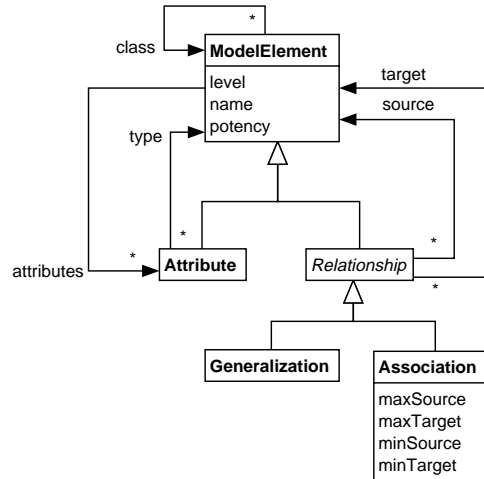 *
class
ModelElement
level
name
potency
target
source
type
*
*
attributes
Attribute
Relationship
*
*
Generalization
Association
maxSource
maxTarget
minSource
minTarget